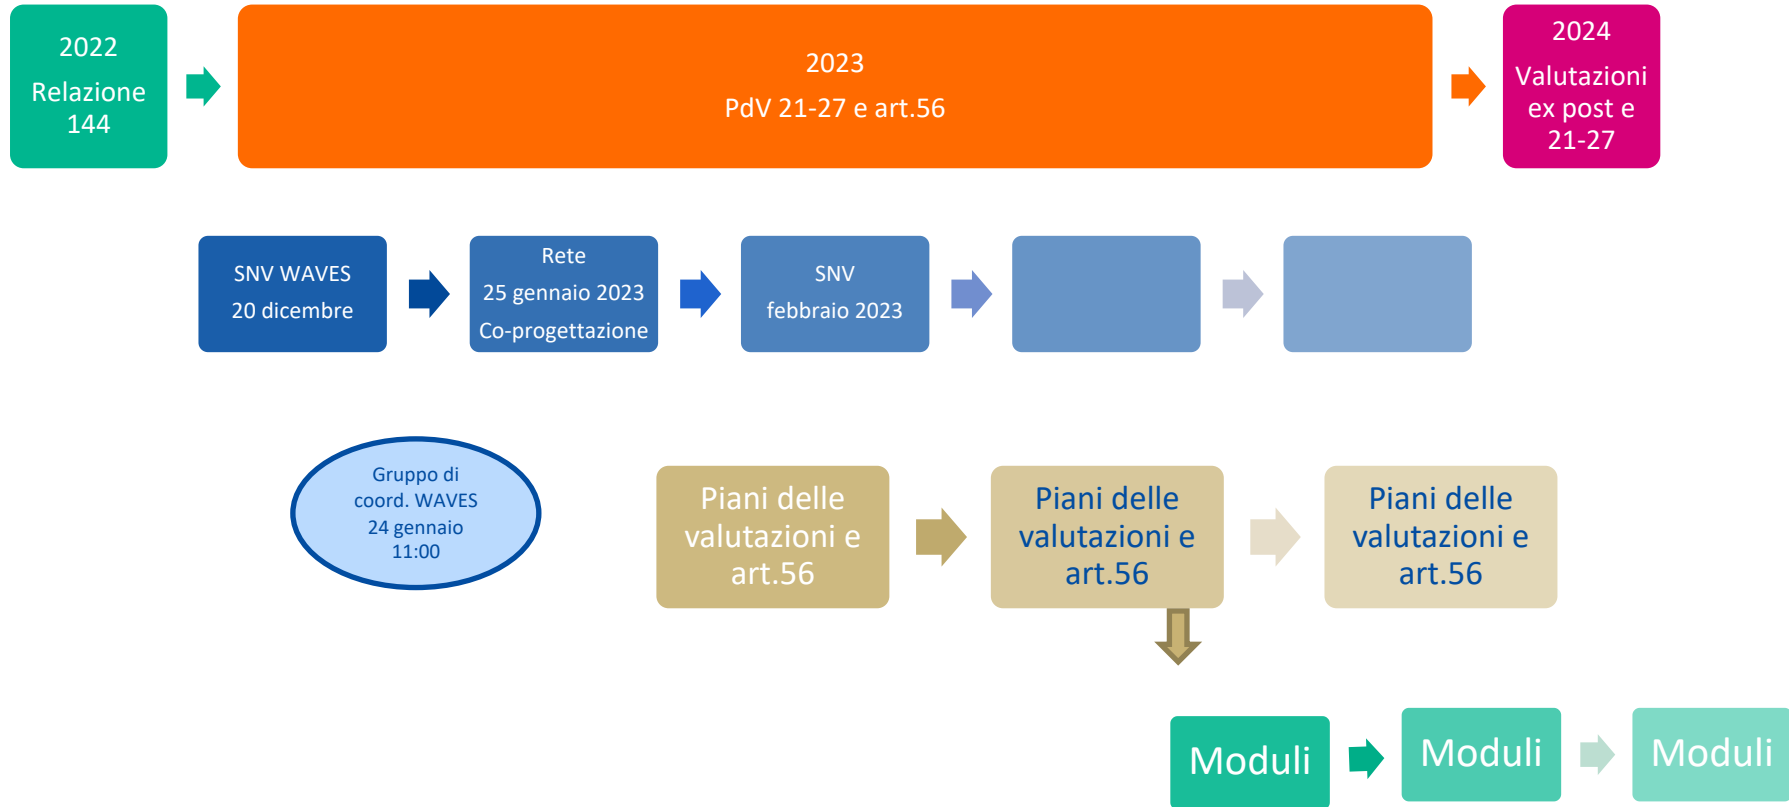 2022
Relazione
144
2023
PdV 21-27 e art.56
2024
Valutazioni
ex post e
21-27
SNV WAVES
20 dicembre
Rete
25 gennaio 2023
Co-progettazione
SNV
febbraio 2023
Gruppo di
coord. WAVES
24 gennaio
11:00
Piani delle
valutazioni e
art.56
Piani delle
valutazioni e
art.56
Piani delle
valutazioni e
art.56
Moduli
Moduli
Moduli